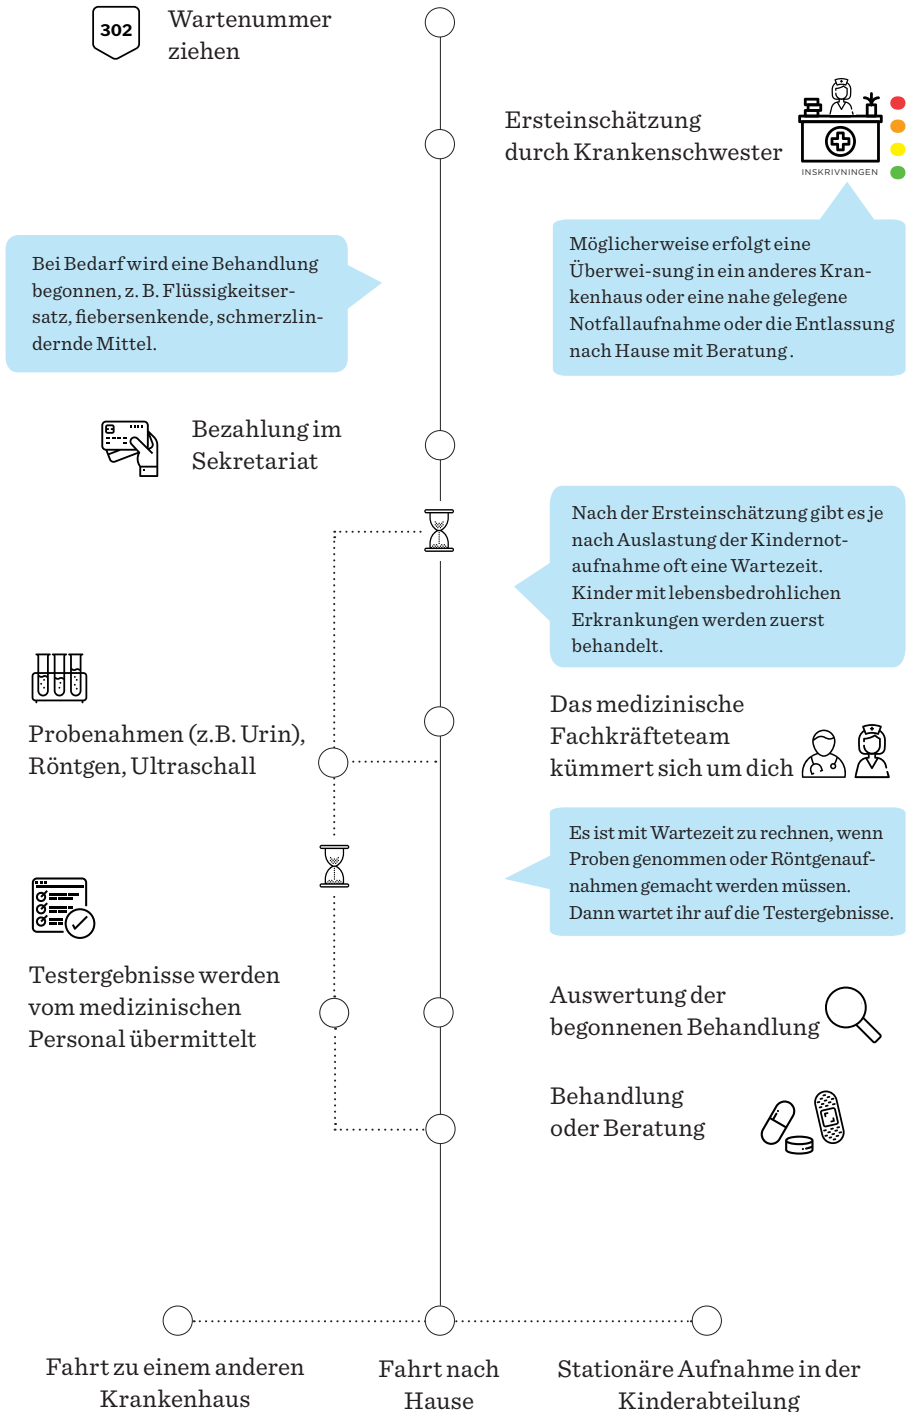 302
Wartenummer
ziehen
Ersteinschätzung
durch Krankenschwester
INSKRIVNINGEN
Möglicherweise erfolgt eine
Überwei-sung in ein anderes Kran-
kenhaus oder eine nahe gelegene
Notfallaufnahme oder die Entlassung
nach Hause mit Beratung.
Bei Bedarf wird eine Behandlung
begonnen, z. B. Flüssigkeitser-
satz, fiebersenkende, schmerzlin-
dernde Mittel.
Bezahlung im
Sekretariat
Nach der Ersteinschätzung gibt es je
nach Auslastung der Kindernot-
aufnahme oft eine Wartezeit.
Kinder mit lebensbedrohlichen
Erkrankungen werden zuerst
behandelt.
Das medizinische
Fachkräfteteam
kümmert sich um dich
Probenahmen (z.B. Urin),
Röntgen, Ultraschall
Es ist mit Wartezeit zu rechnen, wenn
Proben genommen oder Röntgenauf-
nahmen gemacht werden müssen.
Dann wartet ihr auf die Testergebnisse.
Testergebnisse werden
vom medizinischen
Personal übermittelt
Auswertung der
begonnenen Behandlung
Behandlung
oder Beratung
Fahrt zu einem anderen
Krankenhaus
Fahrt nach
Hause
Stationäre Aufnahme in der
Kinderabteilung